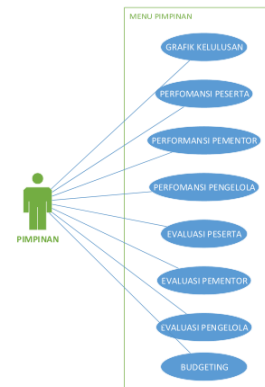 MENU PIMPINAN
GRAFIK KELULUSAN
PERFOMANSI PESERTA
PERFORMANSI PEMENTOR
PERFOMANSI PENGELOLA
PIMPINAN
EVALUASI PESERTA
EVALUASI PEMENTOR
EVALUASI PENGELOLA
BUDGETING